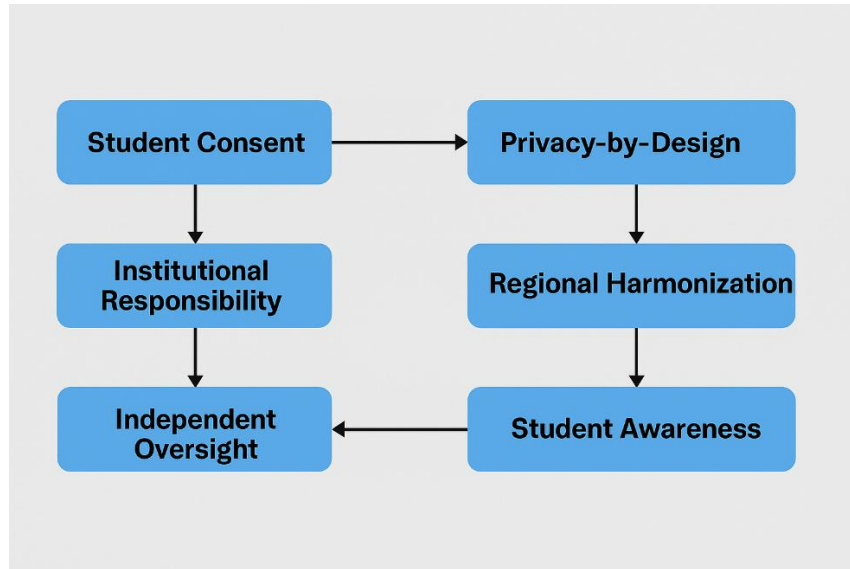 Student Consent
Privacy-by-Design
Institutional
Responsibility
Regional Harmonization
Independent
Oversight
Student Awareness